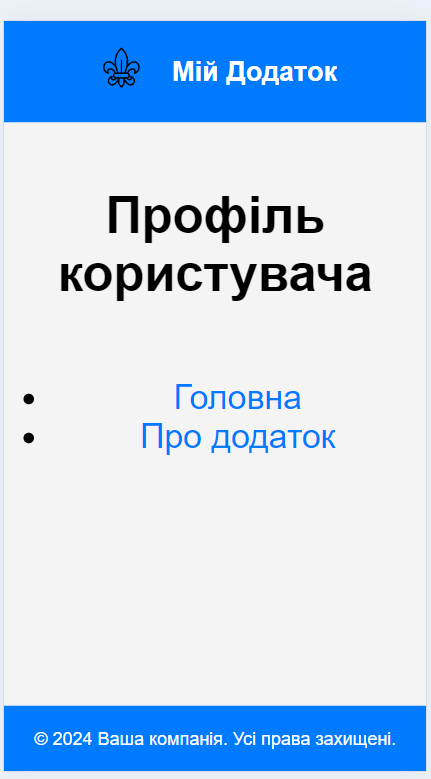 Мій Додаток
Профіль
користувача
Головна
Про додаток
© 2024 Ваша компанія. Усі права захищені.